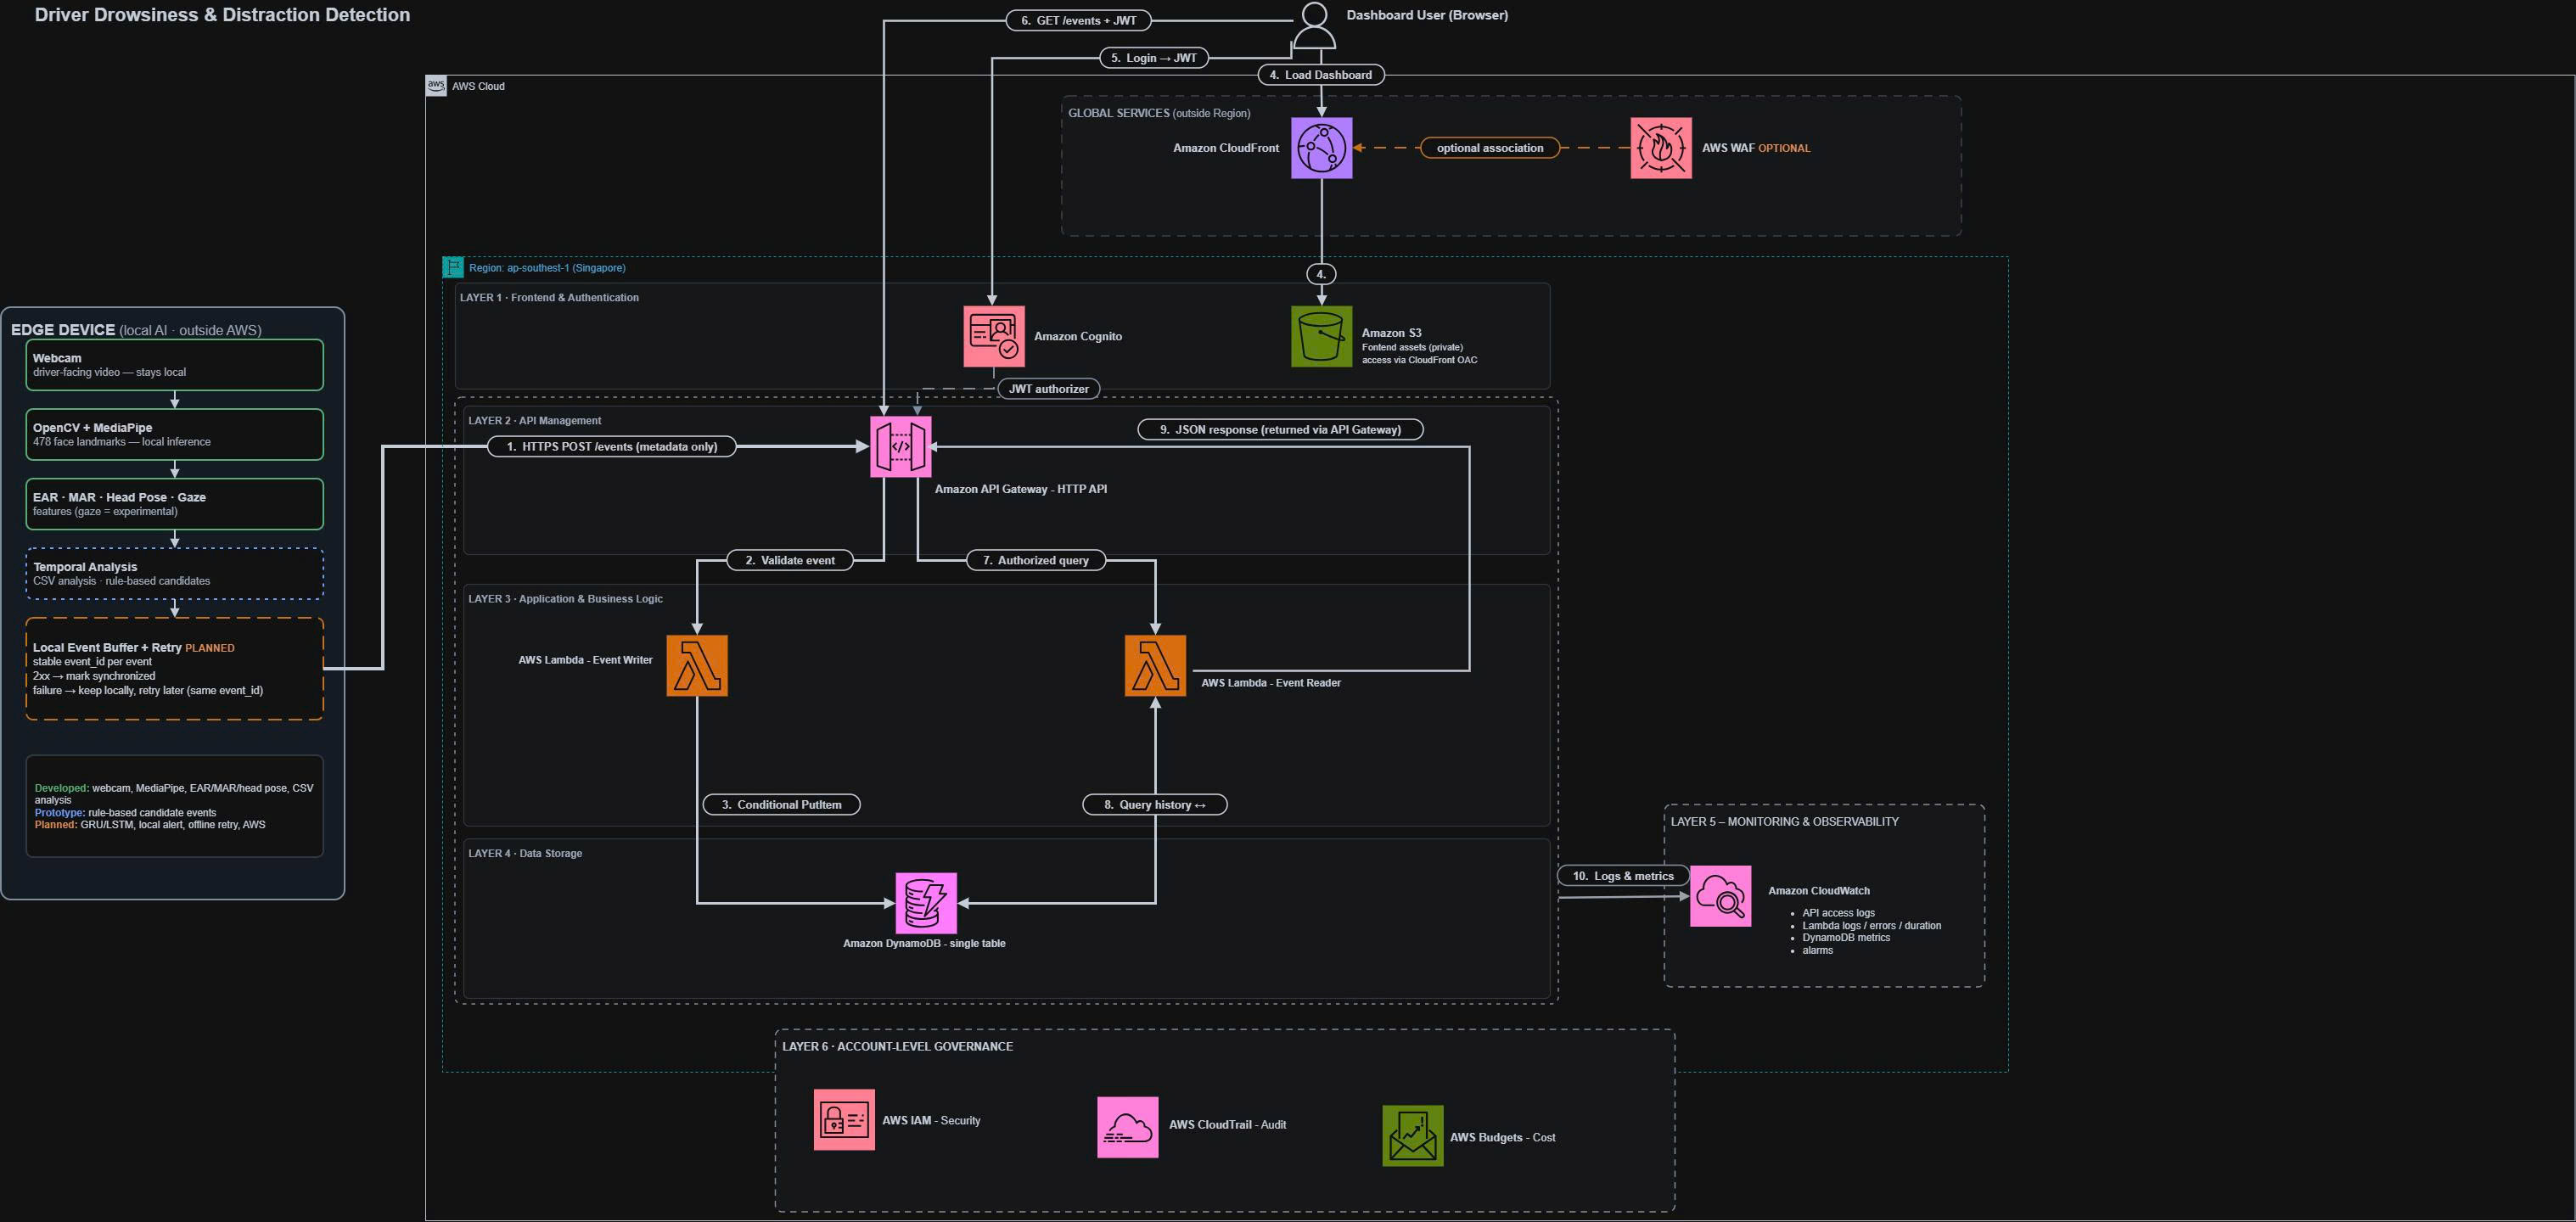 Driver Drowsiness & Distraction Detection
6. GET /events + JWT
Dashboard User (Browser)
5. Login → JWT
4. Load Dashboard
aws
AWS Cloud
GLOBAL SERVICES (outside Region)
Amazon CloudFront
optional association
AWS WAF OPTIONAL
Region: ap-southest-1 (Singapore)
4.
LAYER 1 · Frontend & Authentication
Amazon Cognito
Amazon S3
Fontend assets (private)
access via CloudFront OAC
JWT authorizer
EDGE DEVICE (local AI · outside AWS)
Webcam
driver-facing video — stays local
OpenCV + MediaPipe
478 face landmarks — local inference
EAR · MAR · Head Pose · Gaze
features (gaze = experimental)
Temporal Analysis
CSV analysis · rule-based candidates
Local Event Buffer + Retry PLANNED
stable event_id per event
2xx → mark synchronized
failure → keep locally, retry later (same event_id)
Developed: webcam, MediaPipe, EAR/MAR/head pose, CSV
analysis
Prototype: rule-based candidate events
Planned: GRU/LSTM, local alert, offline retry, AWS
LAYER 2 · API Management
1. HTTPS POST /events (metadata only)
9. JSON response (returned via API Gateway)
Amazon API Gateway - HTTP API
2. Validate event
7. Authorized query
LAYER 3 · Application & Business Logic
AWS Lambda - Event Writer
AWS Lambda - Event Reader
3. Conditional PutItem
8. Query history ↔
LAYER 4 · Data Storage
Amazon DynamoDB - single table
10. Logs & metrics
LAYER 5 – MONITORING & OBSERVABILITY
Amazon CloudWatch
• API access logs
• Lambda logs / errors / duration
• DynamoDB metrics
• alarms
LAYER 6 · ACCOUNT-LEVEL GOVERNANCE
AWS IAM - Security
AWS CloudTrail - Audit
AWS Budgets - Cost